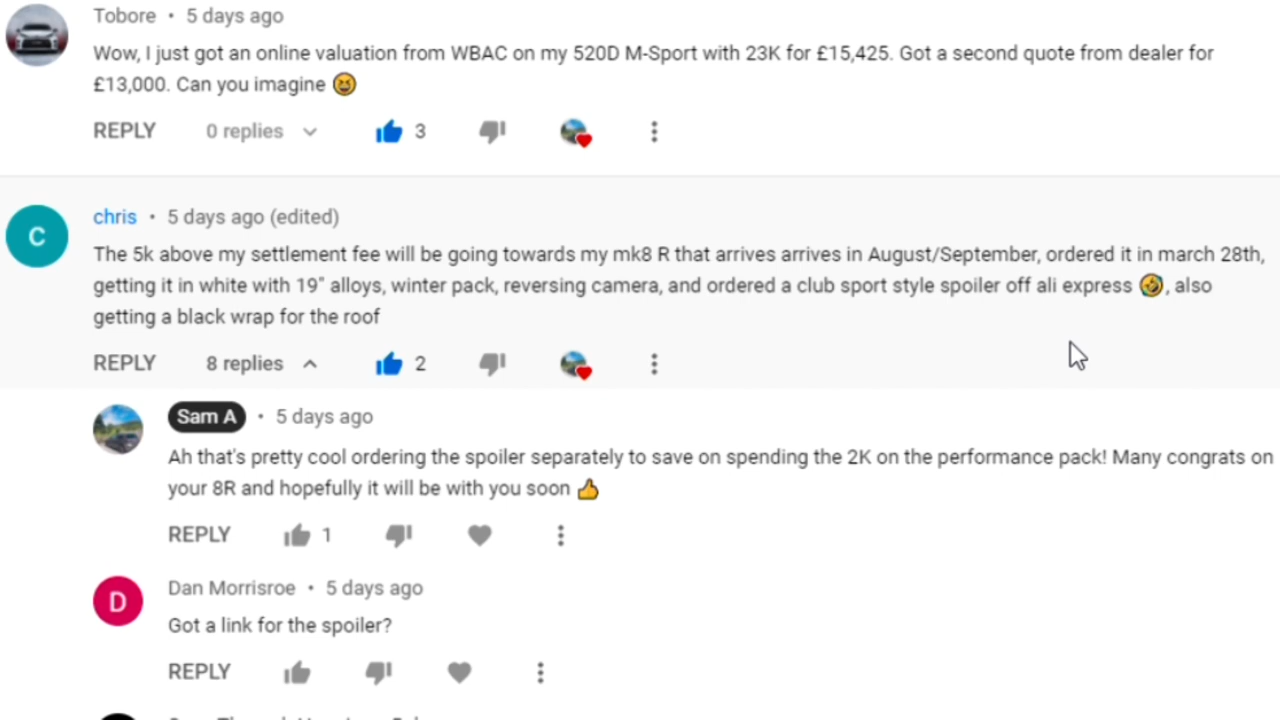 Tobore • 5 days ago
Wow, I just got an online valuation from WBAC on my 520D M-Sport with 23K for £15,425. Got a second quote from dealer for
£13,000. Can you imagine 😆
REPLY 0 replies 3
C
chris • 5 days ago (edited)
The 5k above my settlement fee will be going towards my mk8 R that arrives arrives in August/September, ordered it in march 28th,
getting it in white with 19" alloys, winter pack, reversing camera, and ordered a club sport style spoiler off ali express 🤣, also
getting a black wrap for the roof
REPLY 8 replies 2
Sam A • 5 days ago
Ah that's pretty cool ordering the spoiler separately to save on spending the 2K on the performance pack! Many congrats on
your 8R and hopefully it will be with you soon 👍
REPLY 1
D
Dan Morrisroe • 5 days ago
Got a link for the spoiler?
REPLY